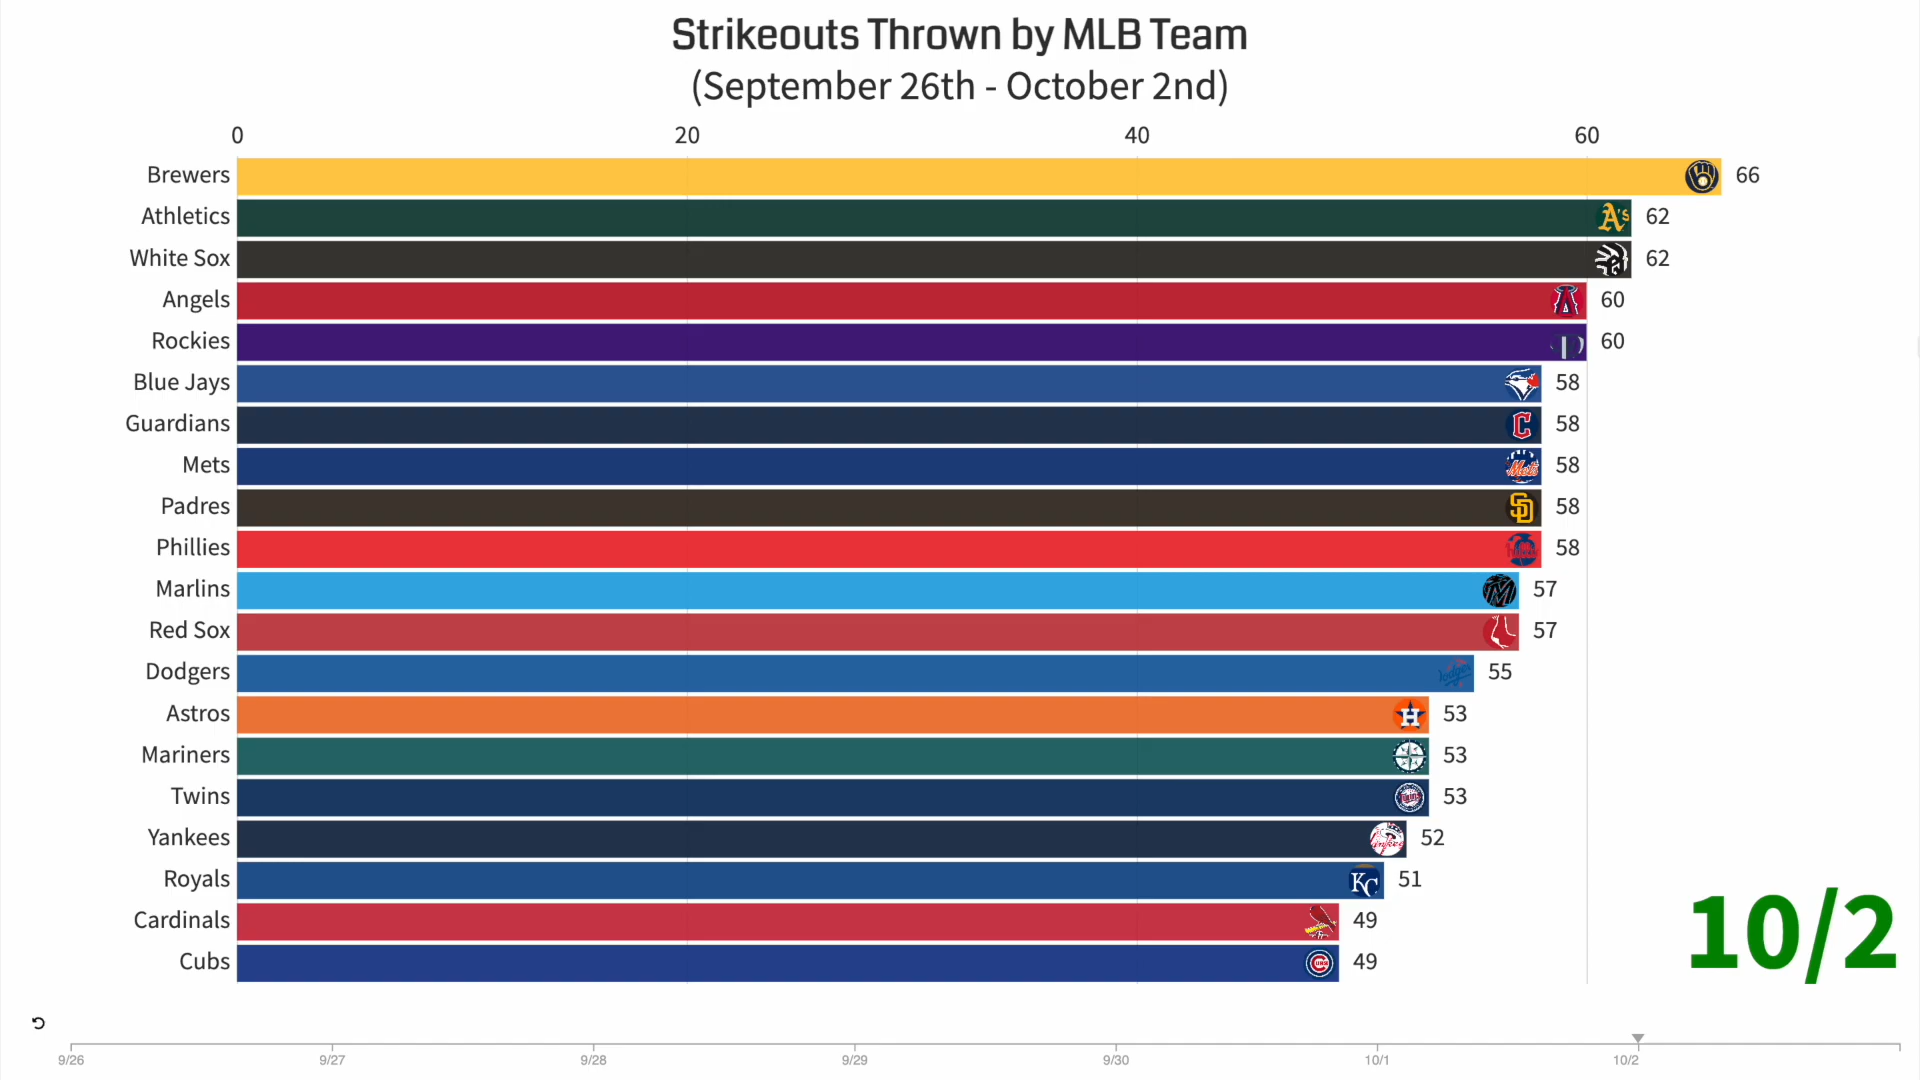 Strikeouts Thrown by MLB Team
(September 26th - October 2nd)
0 20 40 60
Brewers 66
Athletics A's 62
White Sox 62
Angels A 60
Rockies 60
Blue Jays 58
Guardians C 58
Mets Mets 58
Padres SD 58
Phillies 58
Marlins M 57
Red Sox 57
Dodgers 55
Astros H 53
Mariners 53
Twins 53
Yankees 52
Royals KC 51
Cardinals 49
Cubs 49
10/2
9/26 9/27 9/28 9/29 9/30 10/1 10/2